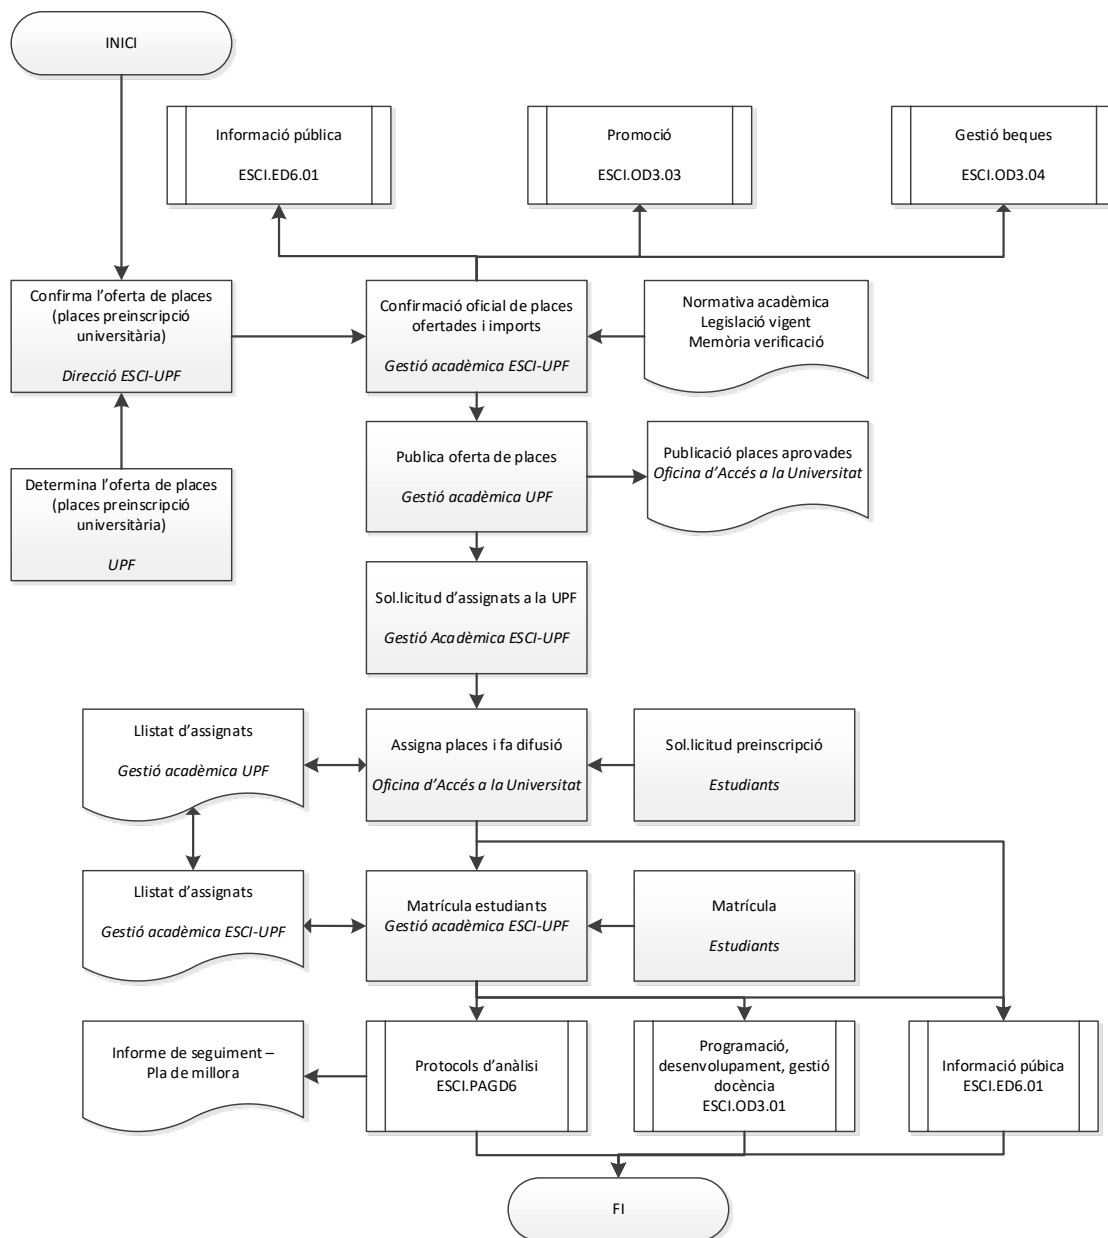 INICI
Informació pública
ESCI.ED6.01
Promoció
ESCI.OD3.03
Gestió beques
ESCI.OD3.04
Confirma l’oferta de places
(places preinscripció
universitària)
Direcció ESCI-UPF
Confirmació oficial de places
ofertades i imports
Gestió acadèmica ESCI-UPF
Normativa acadèmica
Legislació vigent
Memòria verificació
Determina l’oferta de places
(places preinscripció
universitària)
UPF
Publica oferta de places
Gestió acadèmica UPF
Publicació places aprovades
Oficina d’Accés a la Universitat
Sol.licitud d’assignats a la UPF
Gestió Acadèmica ESCI-UPF
Llistat d’assignats
Gestió acadèmica UPF
Assigna places i fa difusió
Oficina d’Accés a la Universitat
Sol.licitud preinscripció
Estudiants
Llistat d’assignats
Gestió acadèmica ESCI-UPF
Matrícula estudiants
Gestió acadèmica ESCI-UPF
Matrícula
Estudiants
Informe de seguiment –
Pla de millora
Protocols d’anàlisi
ESCI.PAGD6
Programació,
desenvolupament, gestió
docència
ESCI.OD3.01
Informació púbica
ESCI.ED6.01
FI